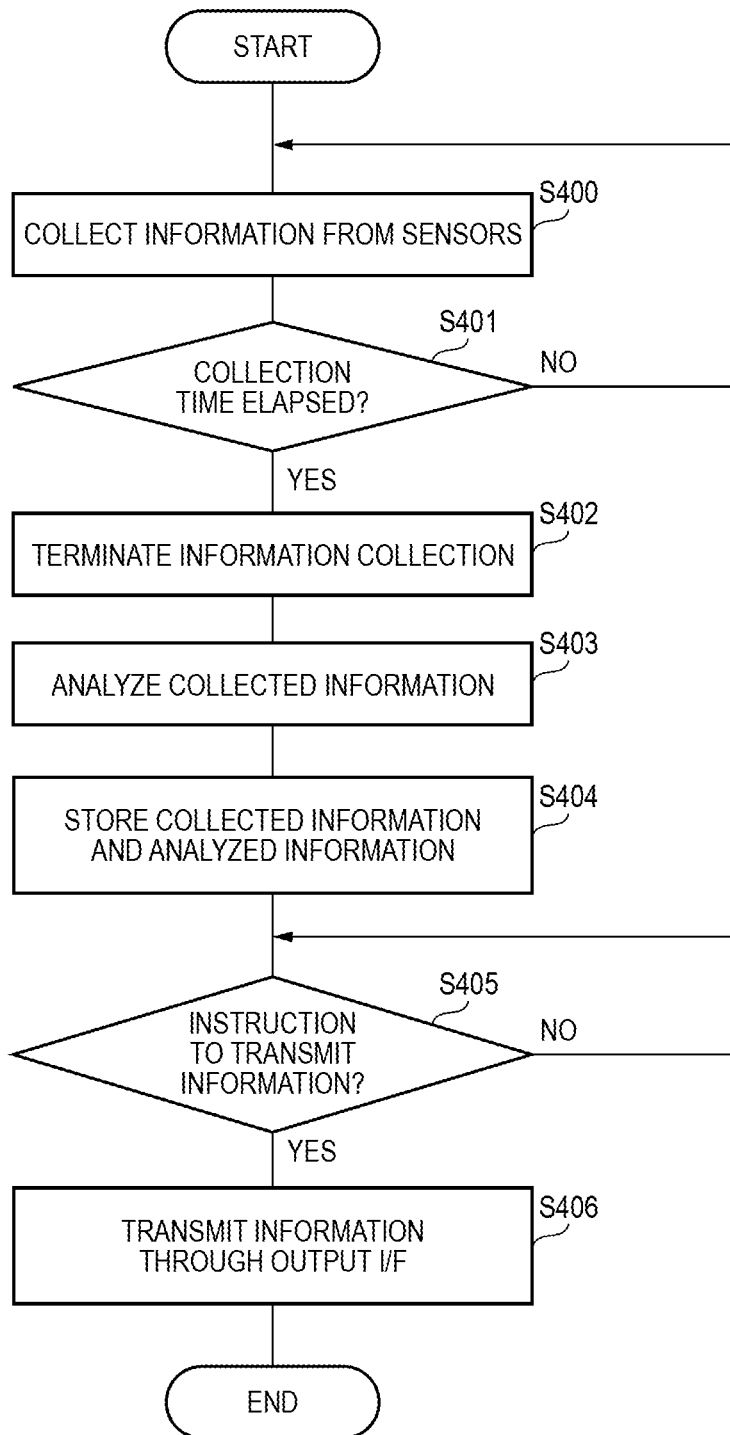 START
S400
COLLECT INFORMATION FROM SENSORS
S401
COLLECTION
TIME ELAPSED?
NO
YES
S402
TERMINATE INFORMATION COLLECTION
S403
ANALYZE COLLECTED INFORMATION
S404
STORE COLLECTED INFORMATION
AND ANALYZED INFORMATION
S405
INSTRUCTION
TO TRANSMIT
INFORMATION?
NO
YES
S406
TRANSMIT INFORMATION
THROUGH OUTPUT I/F
END